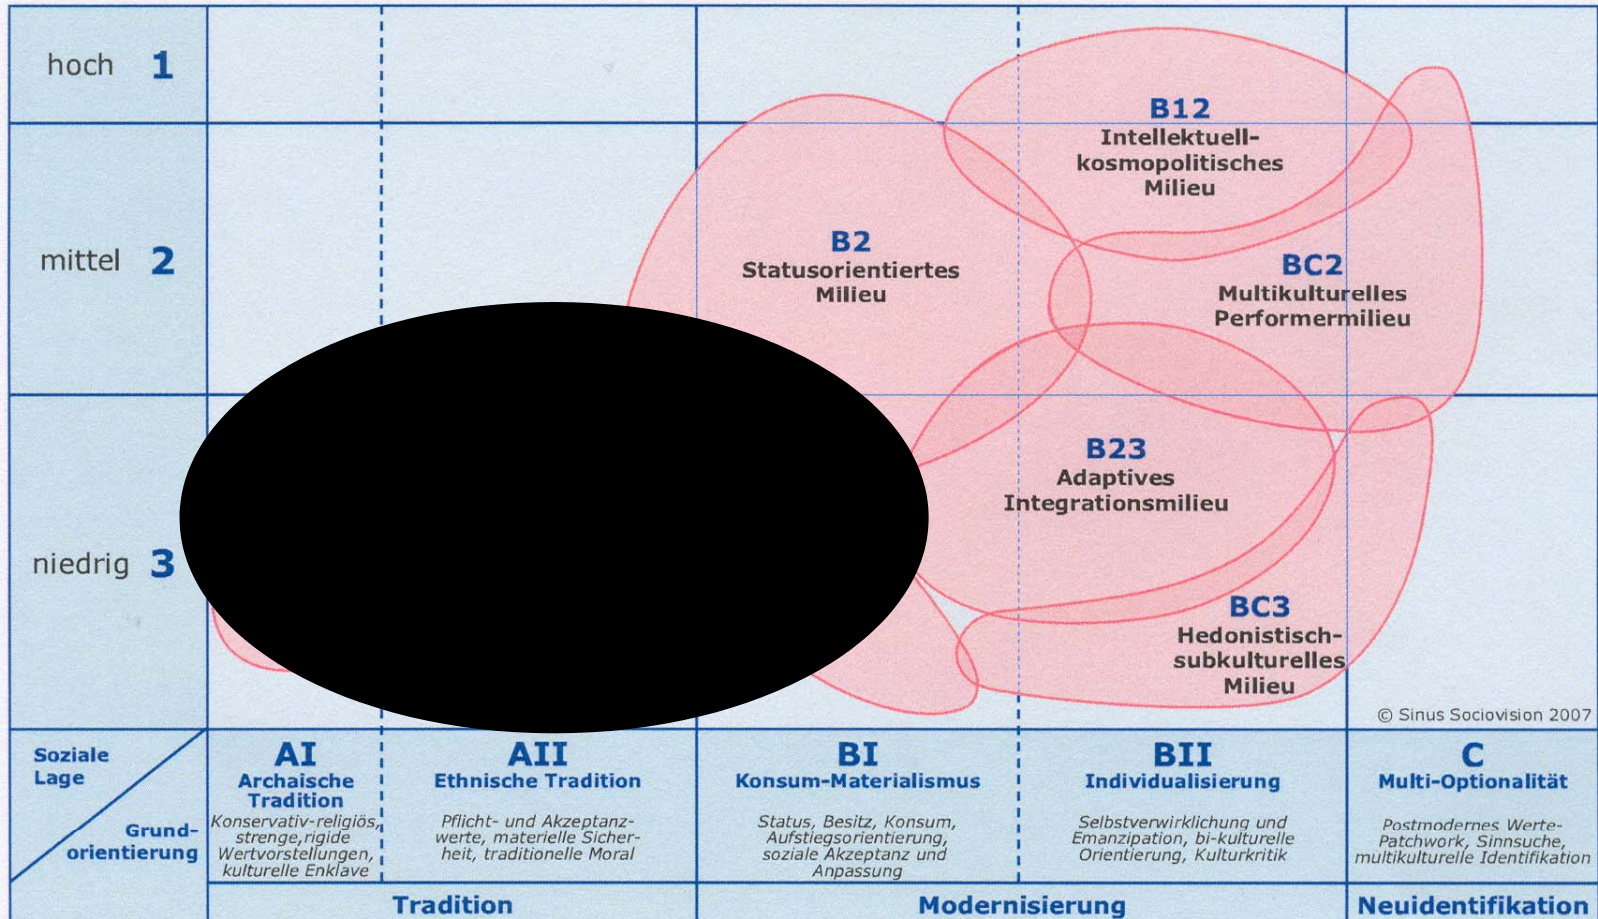 hoch 1
mittel 2
niedrig 3
B12
Intellektuell-
kosmopolitisches
Milieu
B2
Statusorientiertes
Milieu
BC2
Multikulturelles
Performermilieu
B23
Adaptives
Integrationsmilieu
BC3
Hedonistisch-
subkulturelles
Milieu
© Sinus Sociovision 2007
Soziale
Lage
Grund-
orientierung
AI
Archaische
Tradition
Konservativ-religiös,
strenge,rigide
Wertvorstellungen,
kulturelle Enklave
AII
Ethnische Tradition
Pflicht- und Akzeptanz-
werte, materielle Sicher-
heit, traditionelle Moral
BI
Konsum-Materialismus
Status, Besitz, Konsum,
Aufstiegsorientierung,
soziale Akzeptanz und
Anpassung
BII
Individualisierung
Selbstverwirklichung und
Emanzipation, bi-kulturelle
Orientierung, Kulturkritik
C
Multi-Optionalität
Postmodernes Werte-
Patchwork, Sinnsuche,
multikulturelle Identifikation
Tradition
Modernisierung
Neuidentifikation